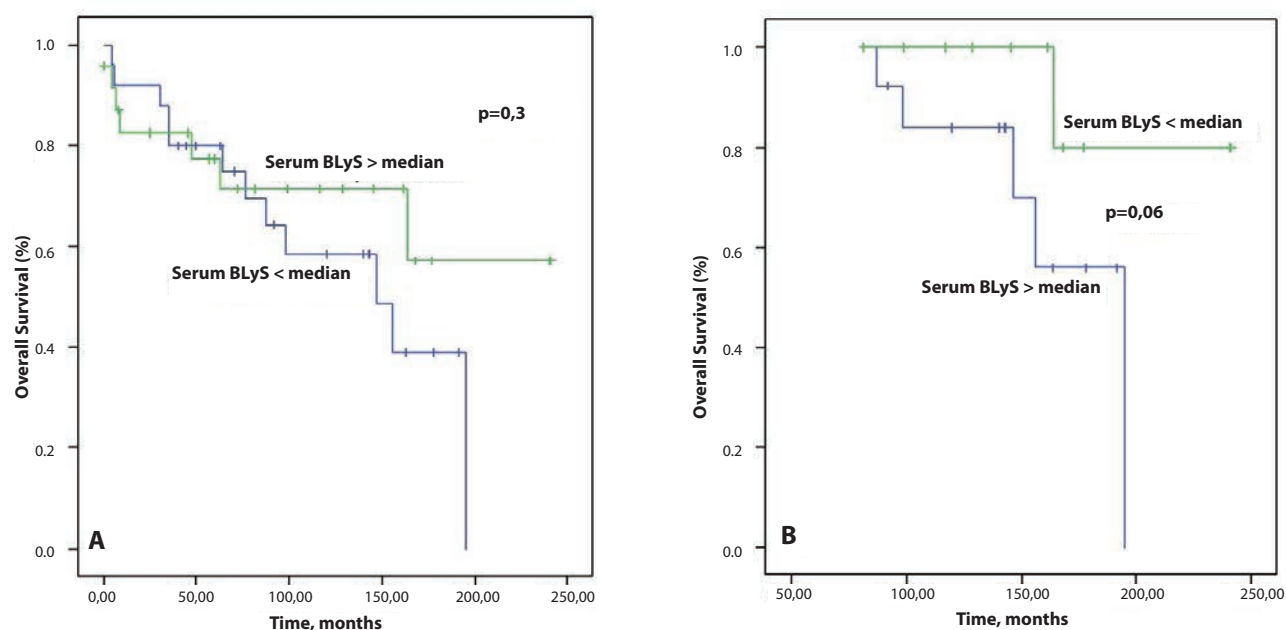 1.0
0.8
0.6
0.4
0.2
0.0
Overall Survival (%)
p=0,3
Serum BLyS > median
Serum BLyS < median
A
0,00 50,00 100,00 150,00 200,00 250,00
Time, months
1.0
0.8
0.6
0.4
0.2
0.0
Overall Survival (%)
Serum BLyS < median
p=0,06
Serum BLyS > median
B
50,00 100,00 150,00 200,00 250,00
Time, months